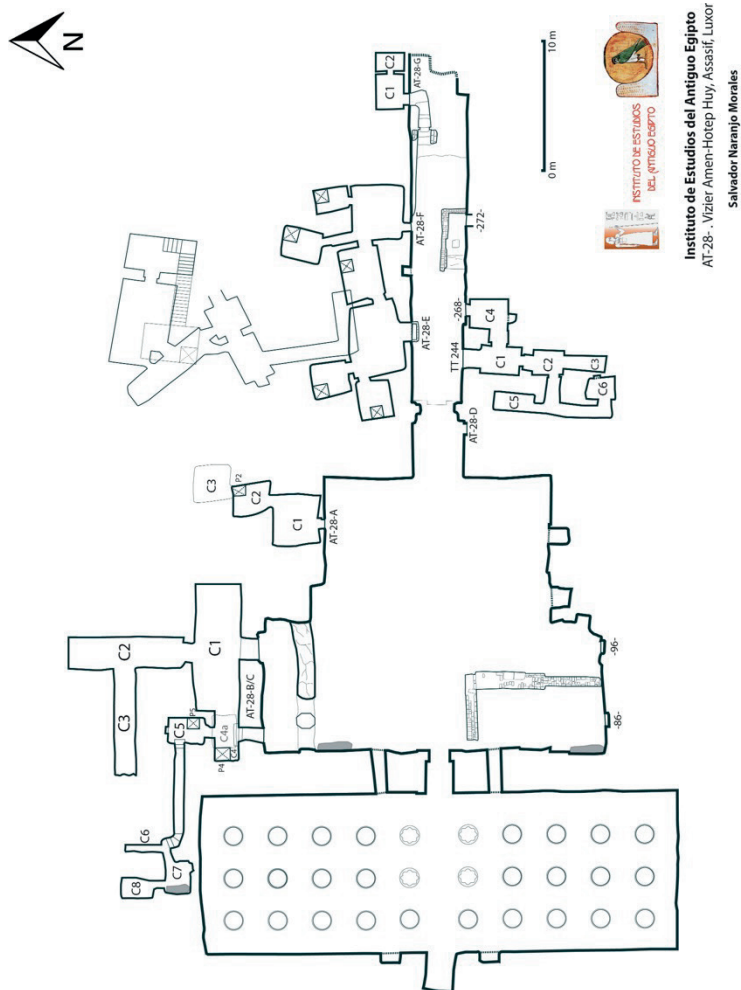 N
C2
C1
AT-28-G
10 m
0 m
AT-28-F
-272-
AT-28-E
-268-
TT 244
C4
C1
C2
C3
C5
C6
AT-28-D
C3
P2
C2
C1
AT-28-A
C2
C1
C3
AT-28-B/C
C5
P5
C4a
P4
C4
C6
C7
C8
-96-
-86-
INSTITUTO DE ESTUDIOS
DEL ANTIGUO EGIPTO
Instituto de Estudios del Antiguo Egipto
AT-28-. Vizier Amen-Hotep Huy, Assasif, Luxor
Salvador Naranjo Morales